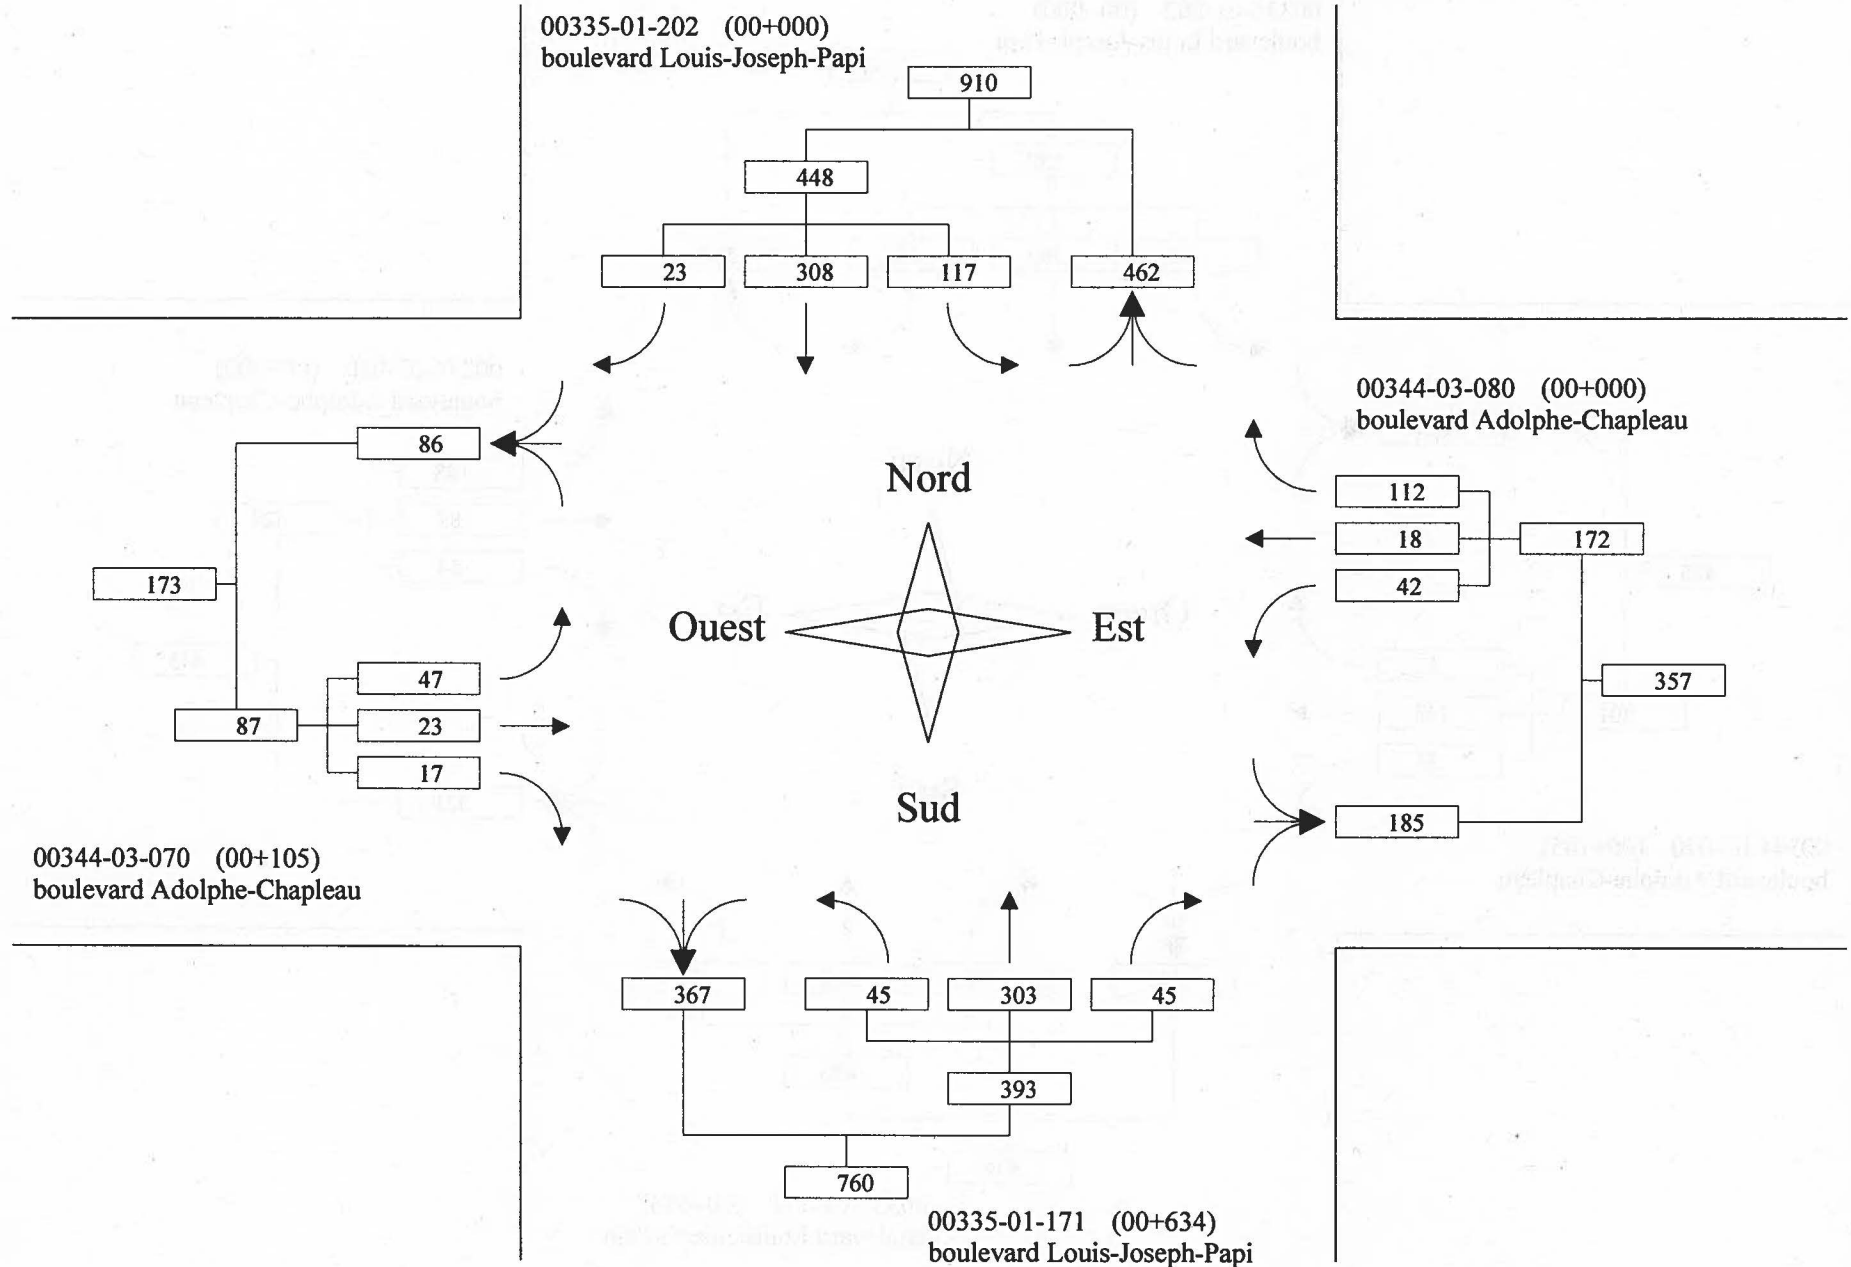 00335-01-202 (00+000)
boulevard Louis-Joseph-Papi
910
448
23 308 117 462
00344-03-080 (00+000)
boulevard Adolphe-Chapleau
86
Nord
112
18 172
42
173
Ouest Est
47
357
87 23
17
Sud
185
00344-03-070 (00+105)
boulevard Adolphe-Chapleau
367 45 303 45
393
760
00335-01-171 (00+634)
boulevard Louis-Joseph-Papi